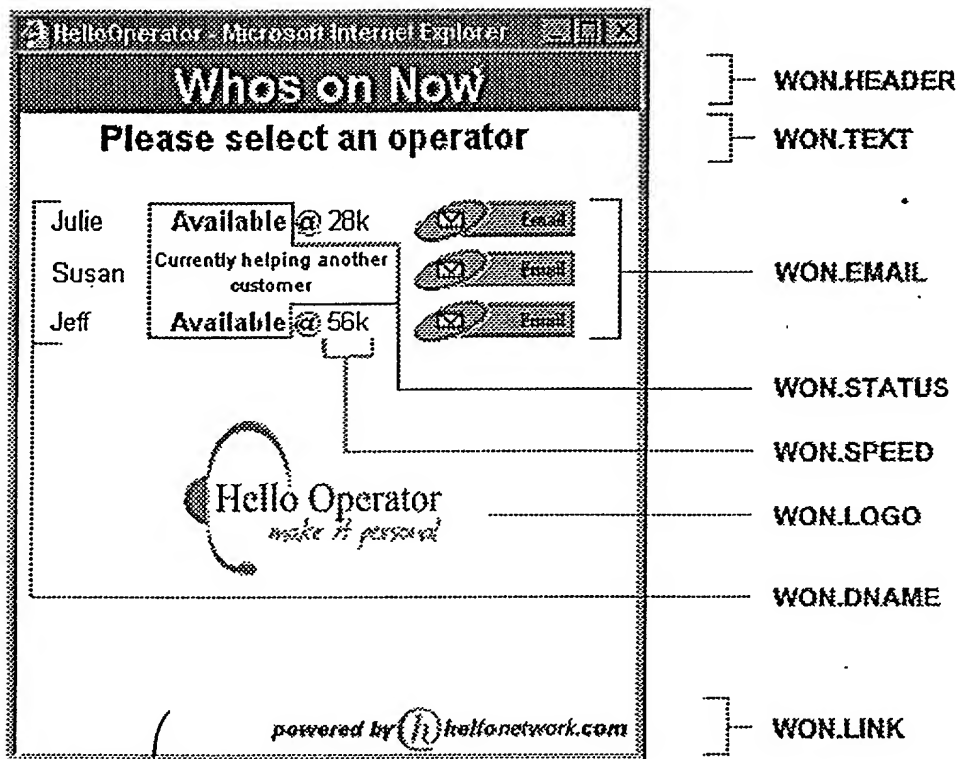 HelloOperator - Microsoft Internet Explorer
Whos on Now
WON.HEADER
Please select an operator
WON.TEXT
Julie Available @ 28k Email
Susan Currently helping another customer Email
WON.EMAIL
Jeff Available @ 56k Email
WON.STATUS
WON.SPEED
Hello Operator
make it personal
WON.LOGO
WON.DNAME
powered by h hellonetwork.com
WON.LINK